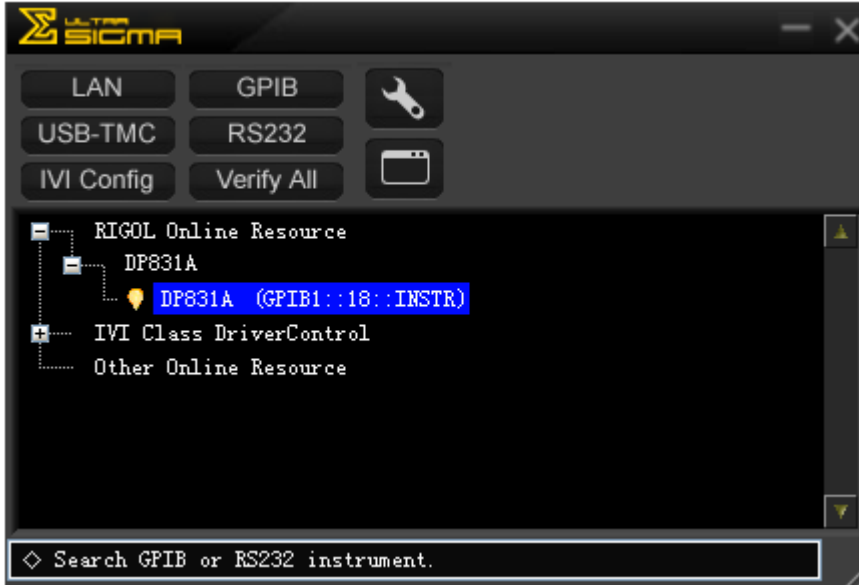 ULTRA
SIGMA
LAN GPIB
USB-TMC RS232
IVI Config Verify All
RIGOL Online Resource
DP831A
DP831A (GPIB1::18::INSTR)
IVI Class DriverControl
Other Online Resource
Search GPIB or RS232 instrument.